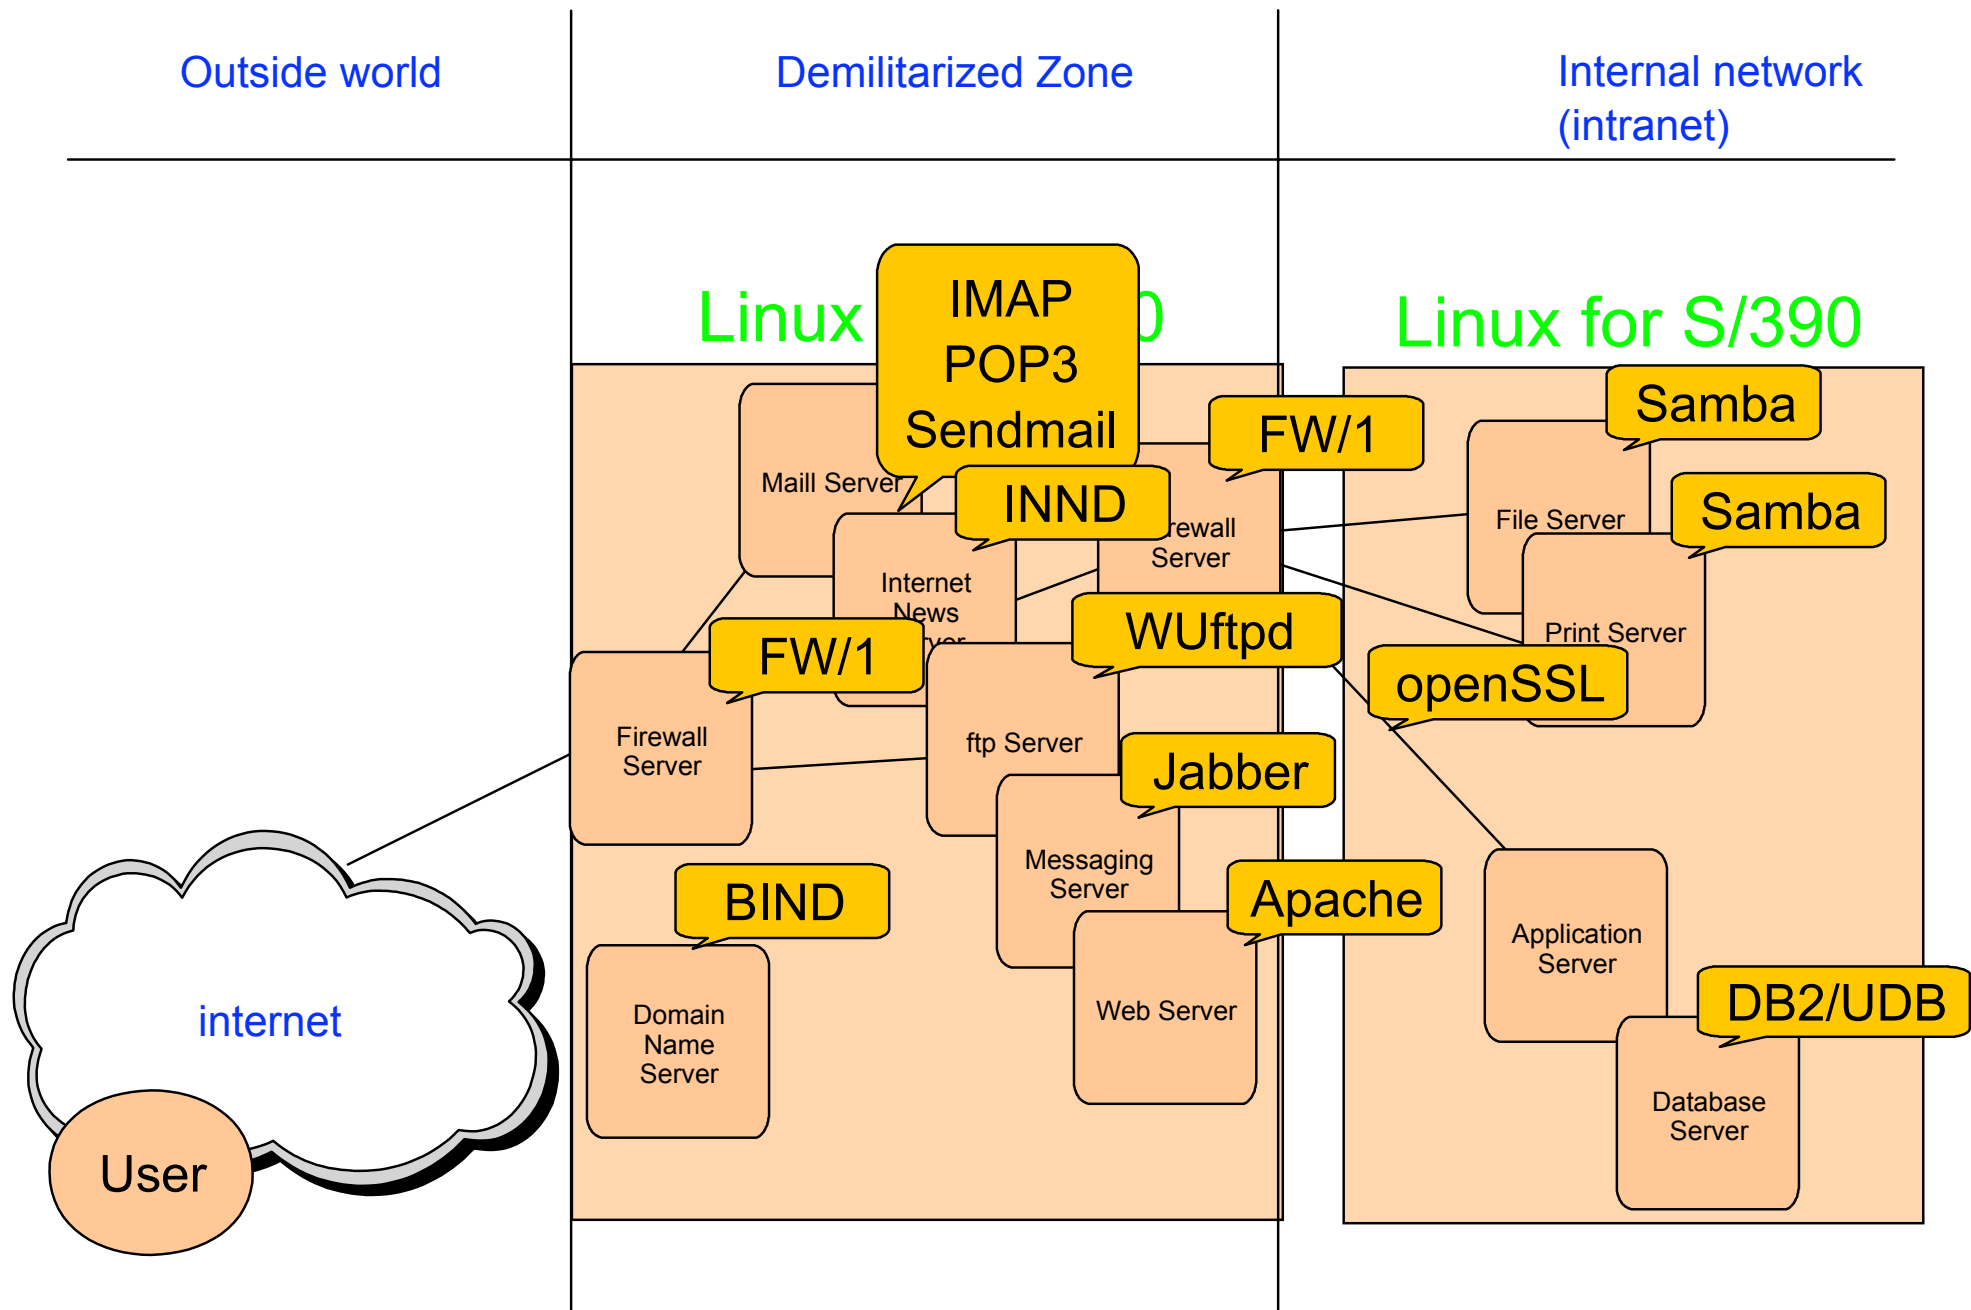 Outside world
Demilitarized Zone
Internal network
(intranet)
Linux
0
Linux for S/390
IMAP
POP3
Sendmail
FW/1
Samba
Maill Server
INND
File Server
Samba
rewall
Server
Internet
News
WUftpd
Print Server
FW/1
openSSL
Firewall
Server
ftp Server
Jabber
Messaging
Server
BIND
Apache
Application
Server
Domain
Name
Server
Web Server
DB2/UDB
internet
Database
Server
User